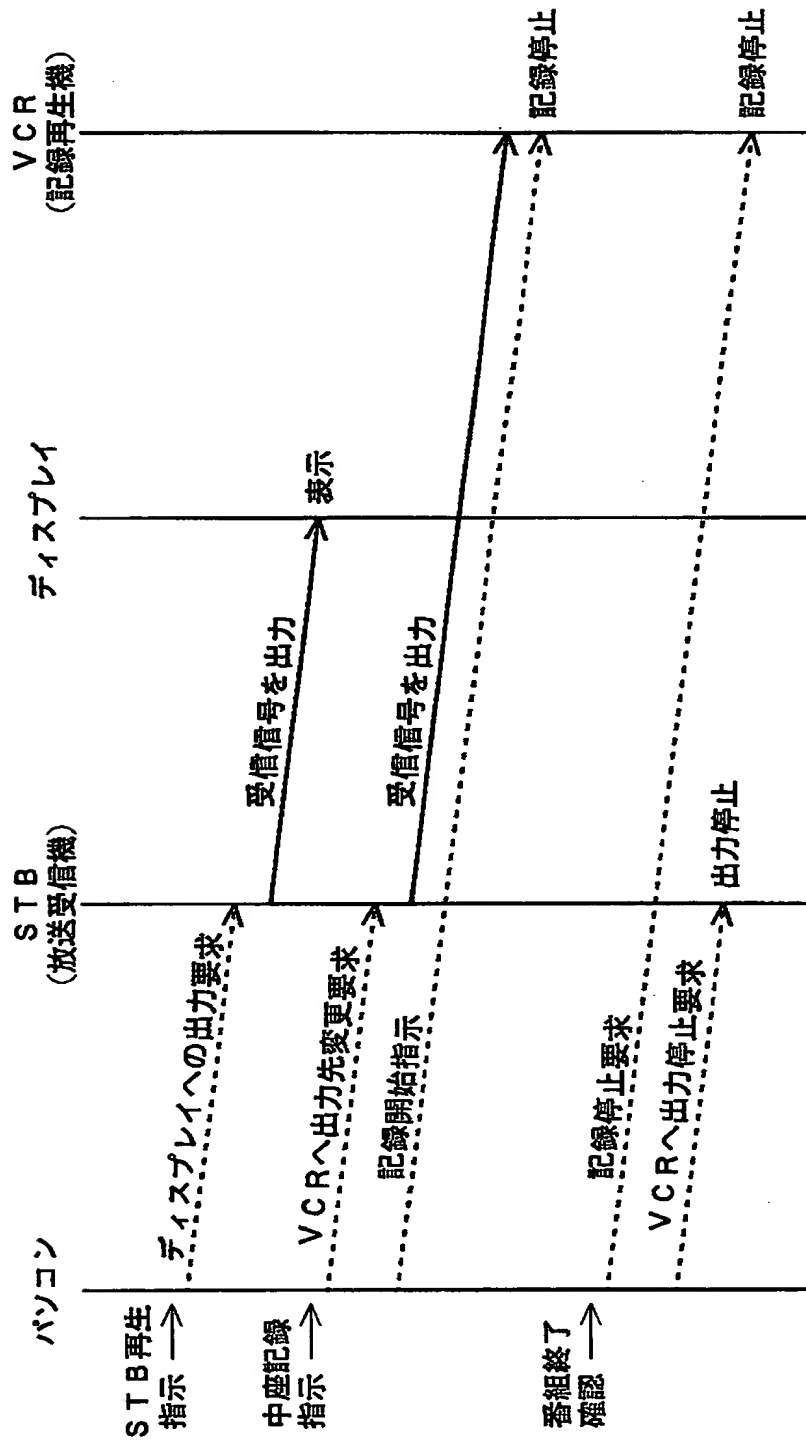 パソコン
STB
(放送受信機)
ディスプレイ
VCR
(記録再生機)
STB再生
指示
ディスプレイへの出力要求
受信信号を出力
表示
中座記録
指示
VCRへ出力先変更要求
受信信号を出力
記録開始指示
記録停止
番組終了
確認
記録停止要求
記録停止
VCRへ出力停止要求
出力停止